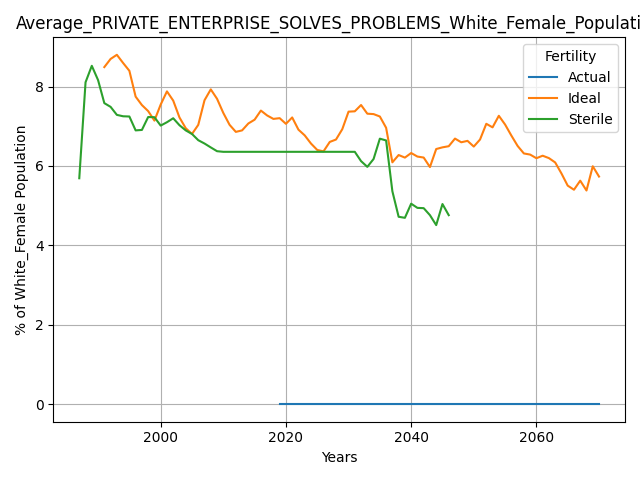 Average_PRIVATE_ENTERPRISE_SOLVES_PROBLEMS_White_Female_Populati
Fertility
Actual
Ideal
Sterile
% of White_Female Population
8
6
4
2
0
2000 2020 2040 2060
Years